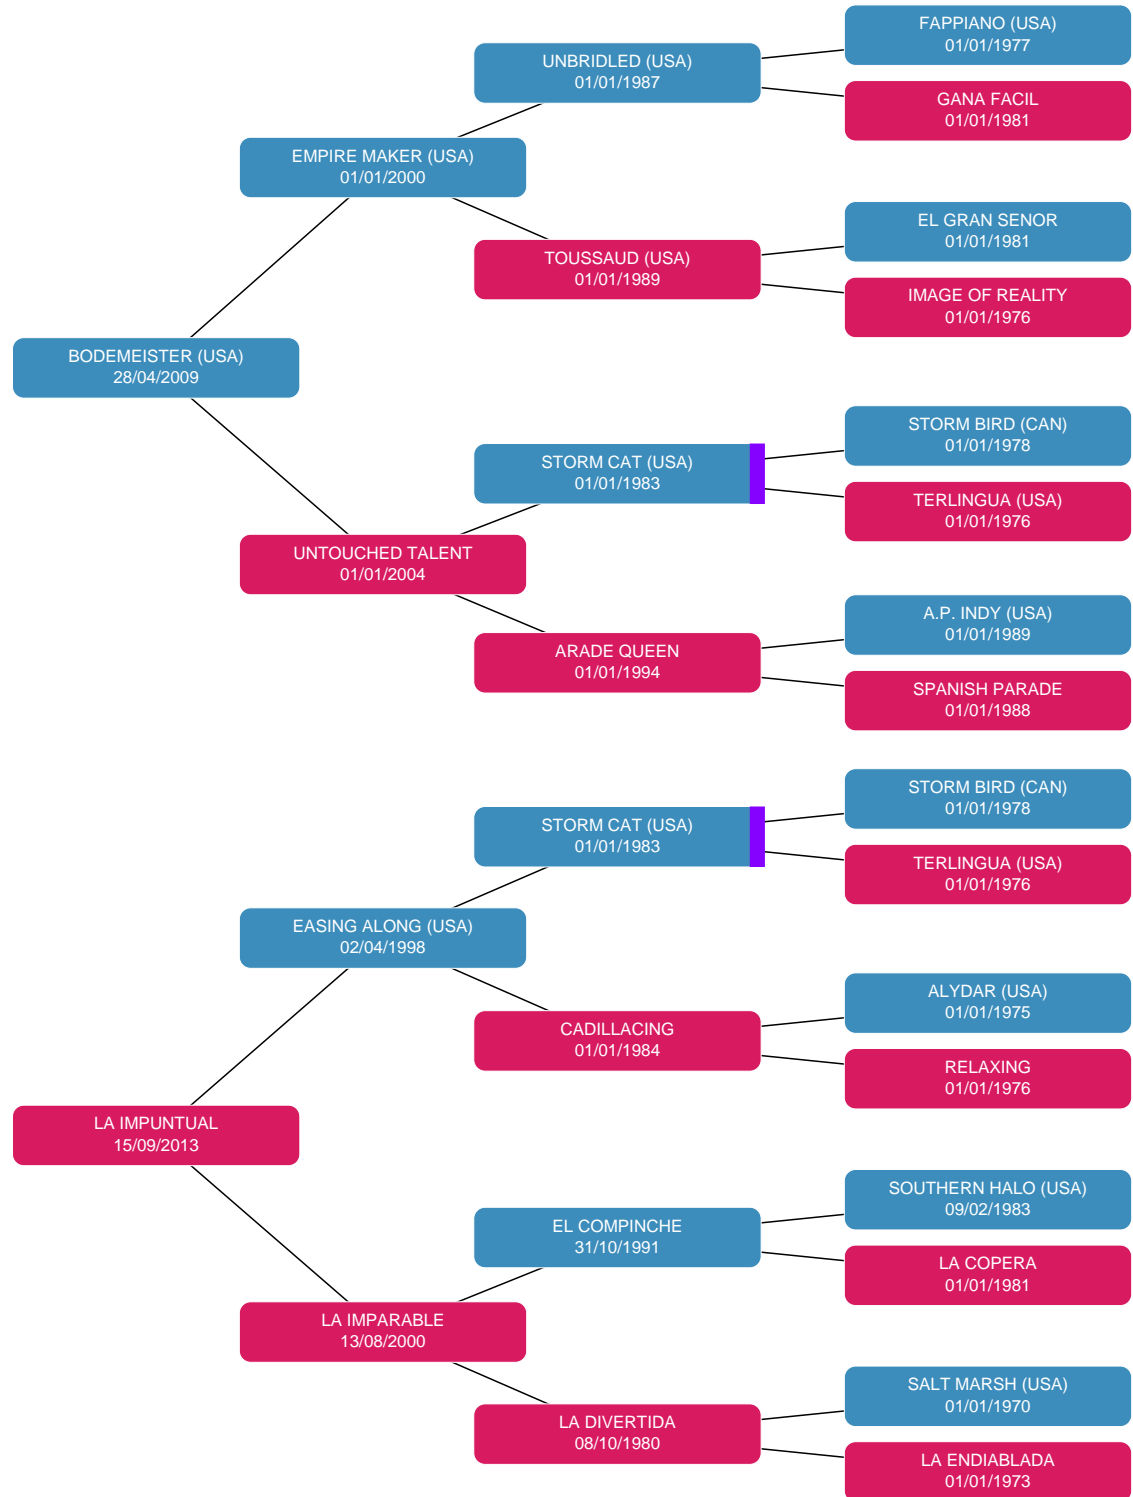 FAPPIANO (USA)
01/01/1977
UNBRIDLED (USA)
01/01/1987
GANA FACIL
01/01/1981
EMPIRE MAKER (USA)
01/01/2000
EL GRAN SENOR
01/01/1981
TOUSSAUD (USA)
01/01/1989
IMAGE OF REALITY
01/01/1976
BODEMEISTER (USA)
28/04/2009
STORM BIRD (CAN)
01/01/1978
STORM CAT (USA)
01/01/1983
TERLINGUA (USA)
01/01/1976
UNTOUCHED TALENT
01/01/2004
A.P. INDY (USA)
01/01/1989
ARADE QUEEN
01/01/1994
SPANISH PARADE
01/01/1988
STORM BIRD (CAN)
01/01/1978
STORM CAT (USA)
01/01/1983
TERLINGUA (USA)
01/01/1976
EASING ALONG (USA)
02/04/1998
ALYDAR (USA)
01/01/1975
CADILLACING
01/01/1984
RELAXING
01/01/1976
LA IMPUNTUAL
15/09/2013
SOUTHERN HALO (USA)
09/02/1983
EL COMPINCHE
31/10/1991
LA COPERA
01/01/1981
LA IMPARABLE
13/08/2000
SALT MARSH (USA)
01/01/1970
LA DIVERTIDA
08/10/1980
LA ENDIABLADA
01/01/1973